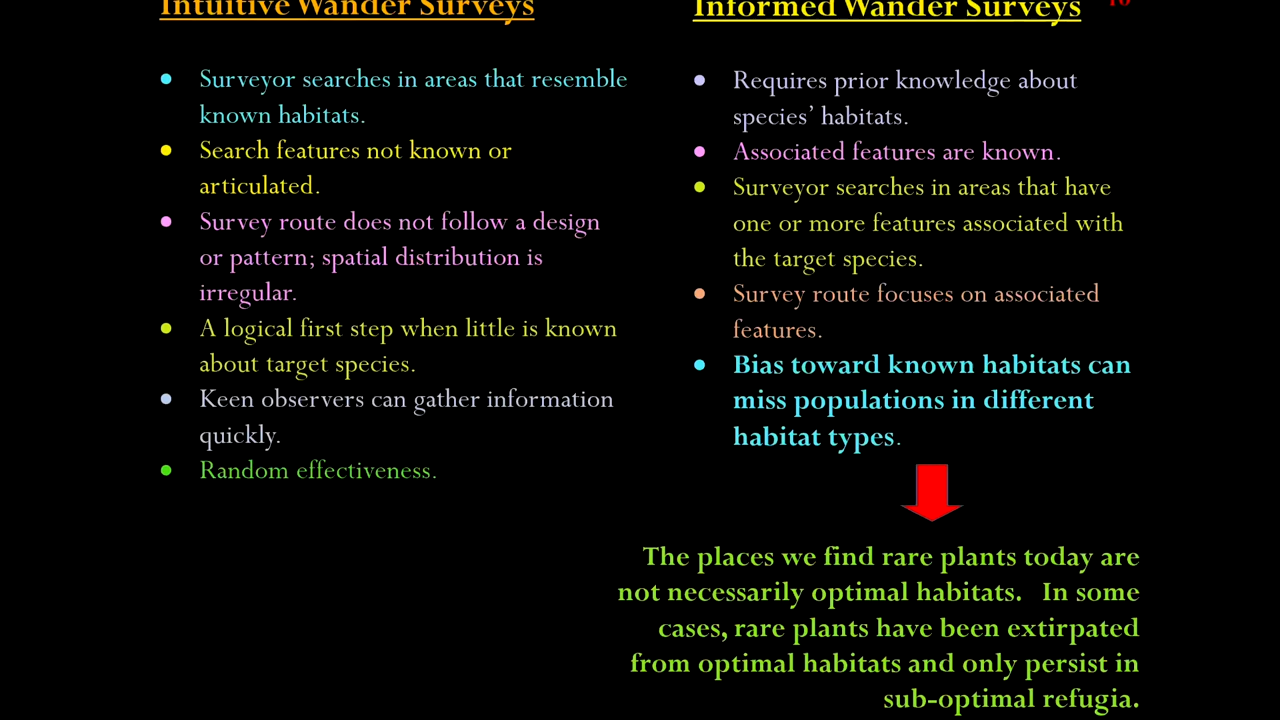 Intuitive Wander Surveys
Surveyor searches in areas that resemble
known habitats.
Search features not known or
articulated.
Survey route does not follow a design
or pattern; spatial distribution is
irregular.
A logical first step when little is known
about target species.
Keen observers can gather information
quickly.
Random effectiveness.
Informed Wander Surveys
Requires prior knowledge about
species’ habitats.
Associated features are known.
Surveyor searches in areas that have
one or more features associated with
the target species.
Survey route focuses on associated
features.
Bias toward known habitats can
miss populations in different
habitat types.
The places we find rare plants today are
not necessarily optimal habitats. In some
cases, rare plants have been extirpated
from optimal habitats and only persist in
sub-optimal refugia.